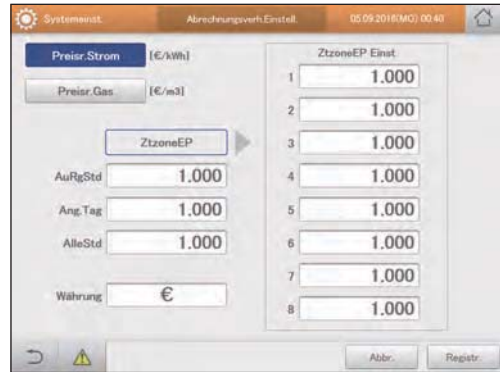 Systemeinst. Abrechnungsverh.Einstell. 05.09.2016(MO) 00:40
Preisr.Strom [€/kWh]
Preisr.Gas [€/m3]
ZtzoneEP
AuRgStd 1.000
Ang.Tag 1.000
AlleStd 1.000
Währung €
ZtzoneEP Einst.
1 1.000
2 1.000
3 1.000
4 1.000
5 1.000
6 1.000
7 1.000
8 1.000
Abbr. Registr.